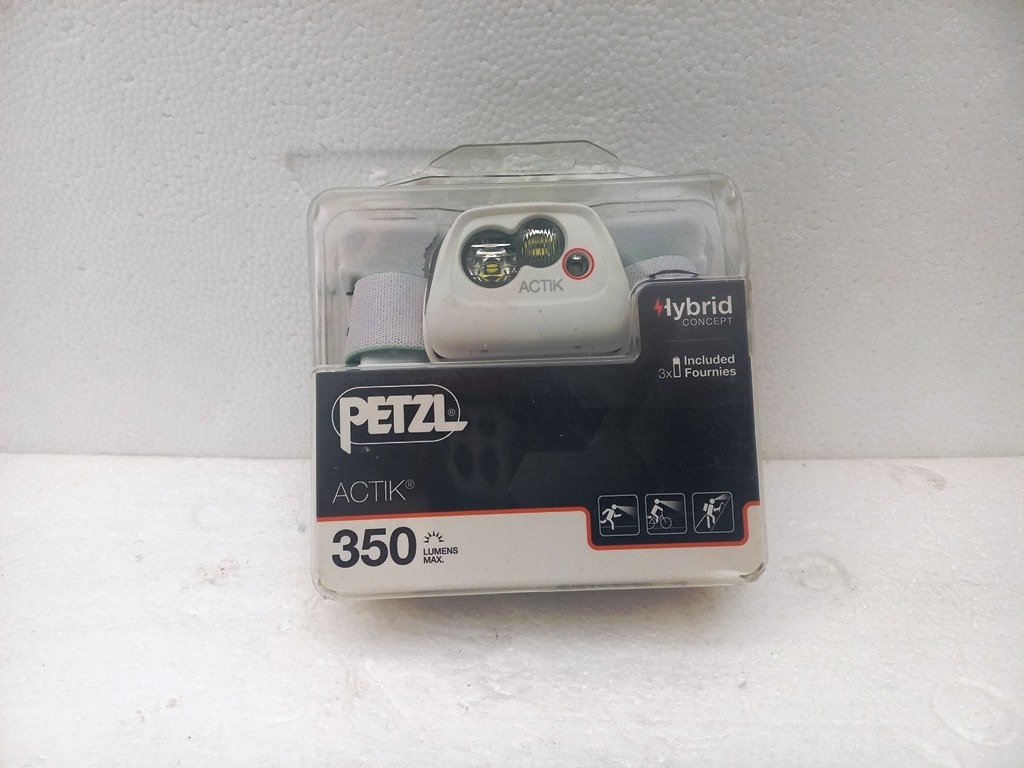 ACTIK
Hybrid
CONCEPT
3x Included
Fournies
PETZL®
ACTIK®
350 LUMENS
MAX.